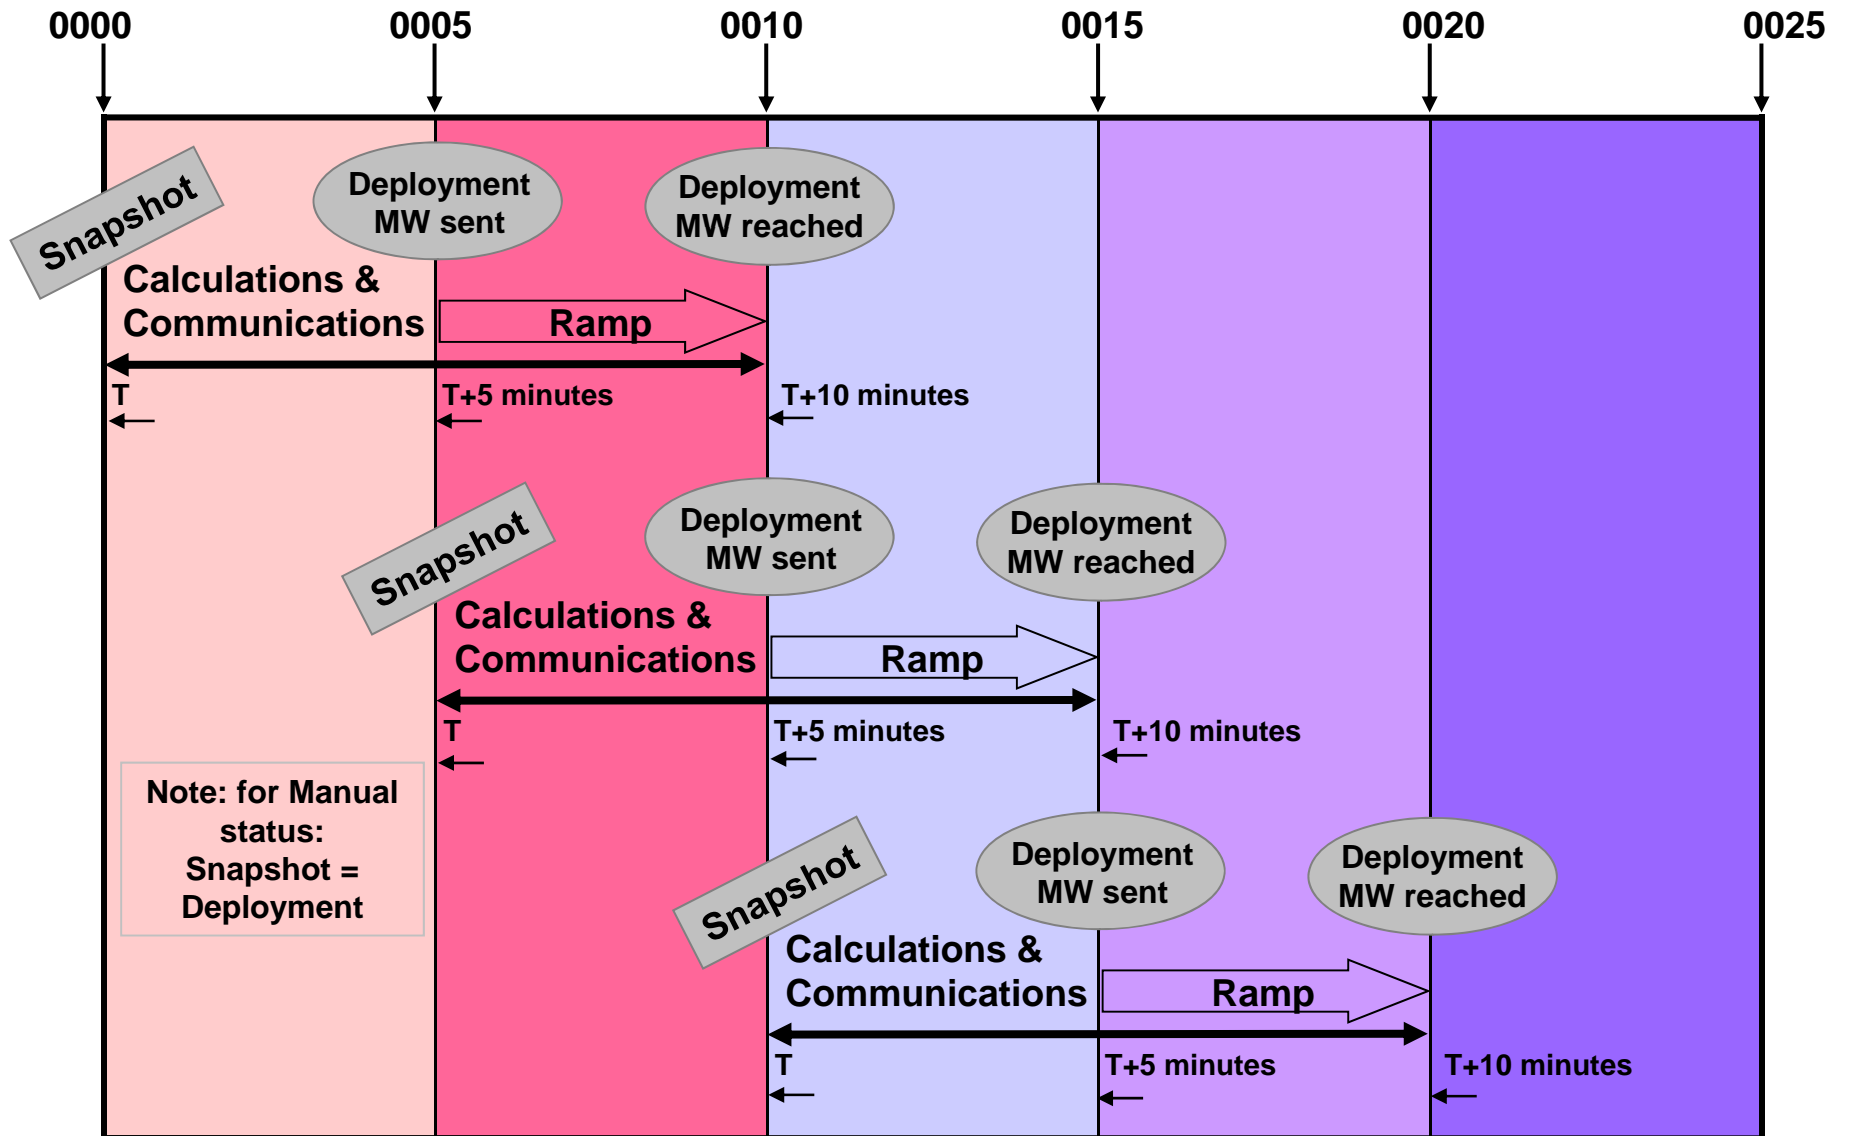 0000 0005 0010 0015 0020 0025
Snapshot
Deployment
MW sent
Deployment
MW reached
Calculations &
Communications
Ramp
T
T+5 minutes
T+10 minutes
Snapshot
Deployment
MW sent
Deployment
MW reached
Calculations &
Communications
Ramp
T
T+5 minutes
T+10 minutes
Note: for Manual
status:
Snapshot =
Deployment
Snapshot
Deployment
MW sent
Deployment
MW reached
Calculations &
Communications
Ramp
T
T+5 minutes
T+10 minutes